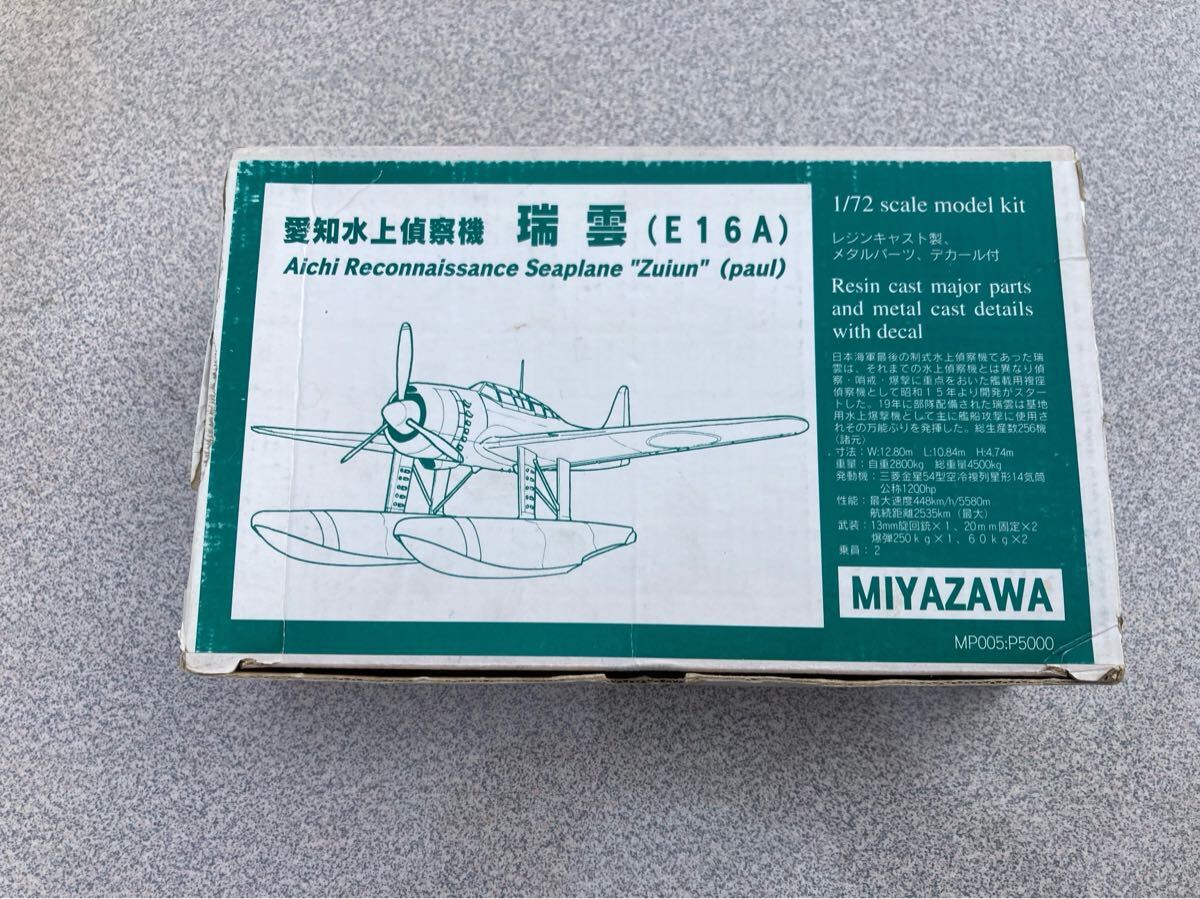 愛知水上偵察機 瑞雲(E16A)
Aichi Reconnaissance Seaplane "Zuiun" (paul)
1/72 scale model kit
レジンキャスト製、
メタルパーツ、デカール付
Resin cast major parts
and metal cast details
with decal
日本海軍最後の制式水上偵察機であった瑞
雲は、それまでの水上偵察機とは異なり偵
察・哨戒・爆撃に重点をおいた艦載用複座
偵察機として昭和15年より開発がスター
トした。19年に部隊配備された瑞雲は基地
用水上爆撃機として主に艦船攻撃に使用さ
れその万能ぶりを発揮した。総生産数256機
(諸元)
寸法:W:12.80m L:10.84m H:4.74m
重量:自重2800kg 総重量4500kg
発動機:三菱金星54型空冷複列星形14気筒
公称1200hp
性能:最大速度448km/h/5580m
航続距離2535km(最大)
武装:13mm旋回銃×1、20mm固定×2
爆弾250kg×1、60kg×2
乗員:2
MIYAZAWA
MP005:P5000